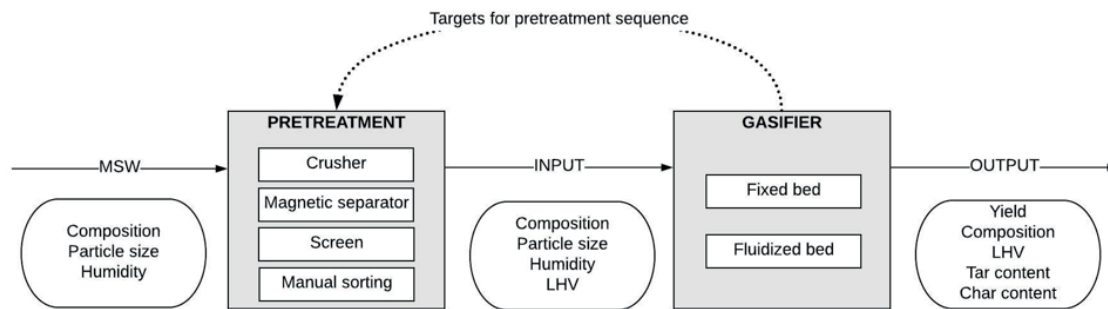 Targets for pretreatment sequence
PRETREATMENT
GASIFIER
Crusher
Magnetic separator
Screen
Manual sorting
Fixed bed
Fluidized bed
MSW
INPUT
OUTPUT
Composition
Particle size
Humidity
Composition
Particle size
Humidity
LHV
Yield
Composition
LHV
Tar content
Char content